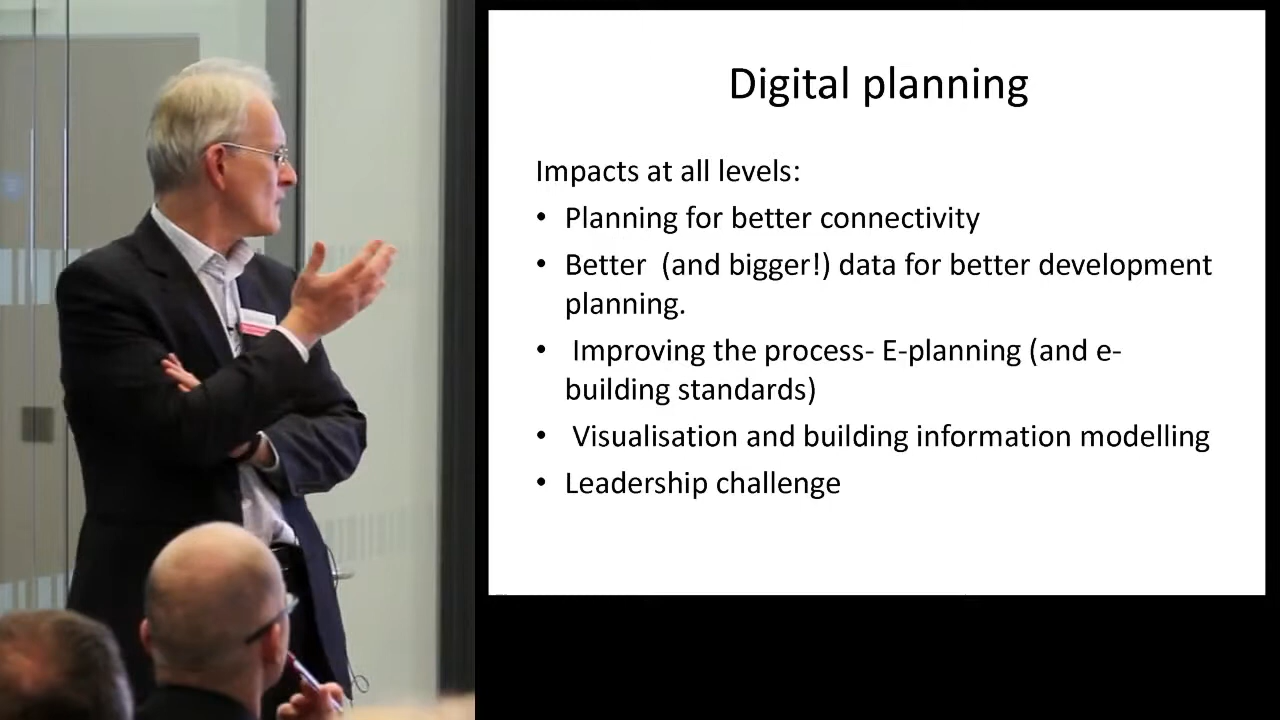 Digital planning
Impacts at all levels:
• Planning for better connectivity
• Better  (and bigger!) data for better development
planning.
•  Improving the process- E-planning (and e-
building standards)
•  Visualisation and building information modelling
• Leadership challenge